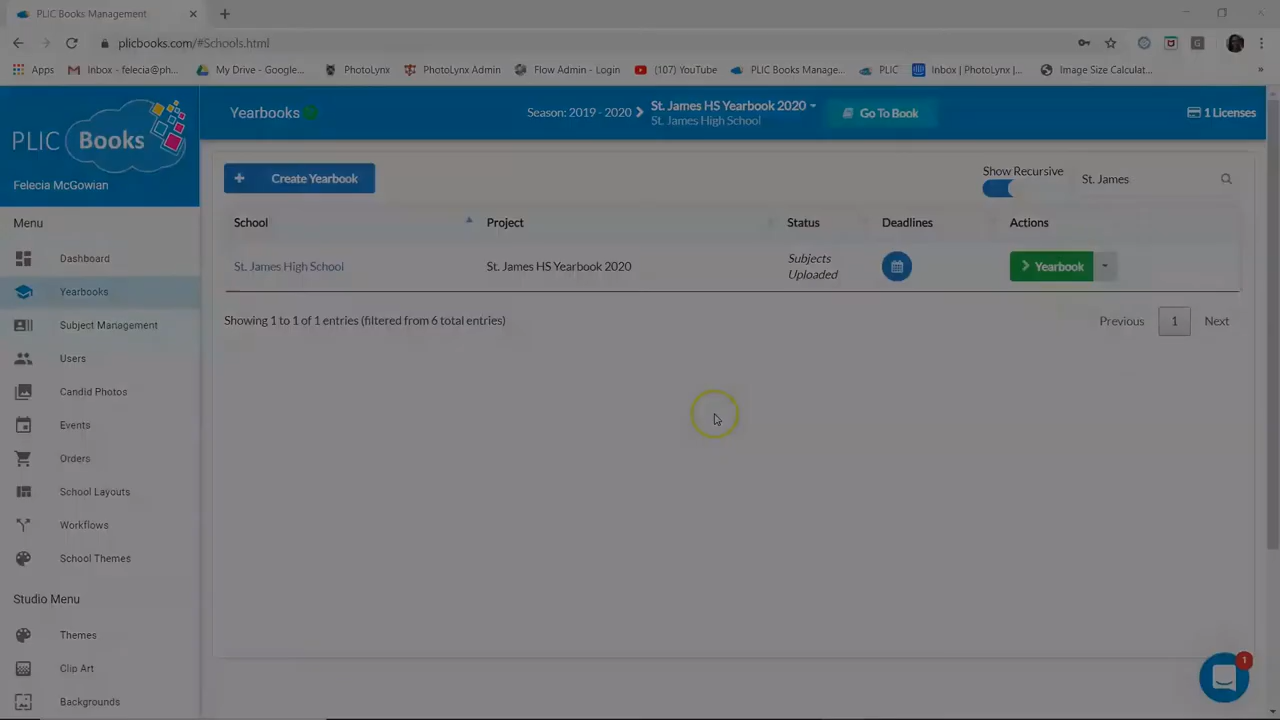 PLIC Books Management
plicbooks.com/#Schools.html
Apps
Inbox - felecia@ph...
My Drive - Google...
PhotoLynx
PhotoLynx Admin
Flow Admin - Login
(107) YouTube
PLIC Books Manage...
PLIC
Inbox | PhotoLynx |...
Image Size Calculat...
»
PLIC Books
Felecia McGowian
Yearbooks
Season: 2019 - 2020
St. James HS Yearbook 2020
St. James High School
Go To Book
1 Licenses
Menu
Dashboard
Yearbooks
Subject Management
Users
Candid Photos
Events
Orders
School Layouts
Workflows
School Themes
Studio Menu
Themes
Clip Art
Backgrounds
+ Create Yearbook
Show Recursive
St. James
School Project Status Deadlines Actions
St. James High School
St. James HS Yearbook 2020
Subjects
Uploaded
Yearbook
Showing 1 to 1 of 1 entries (filtered from 6 total entries)
Previous 1 Next
1